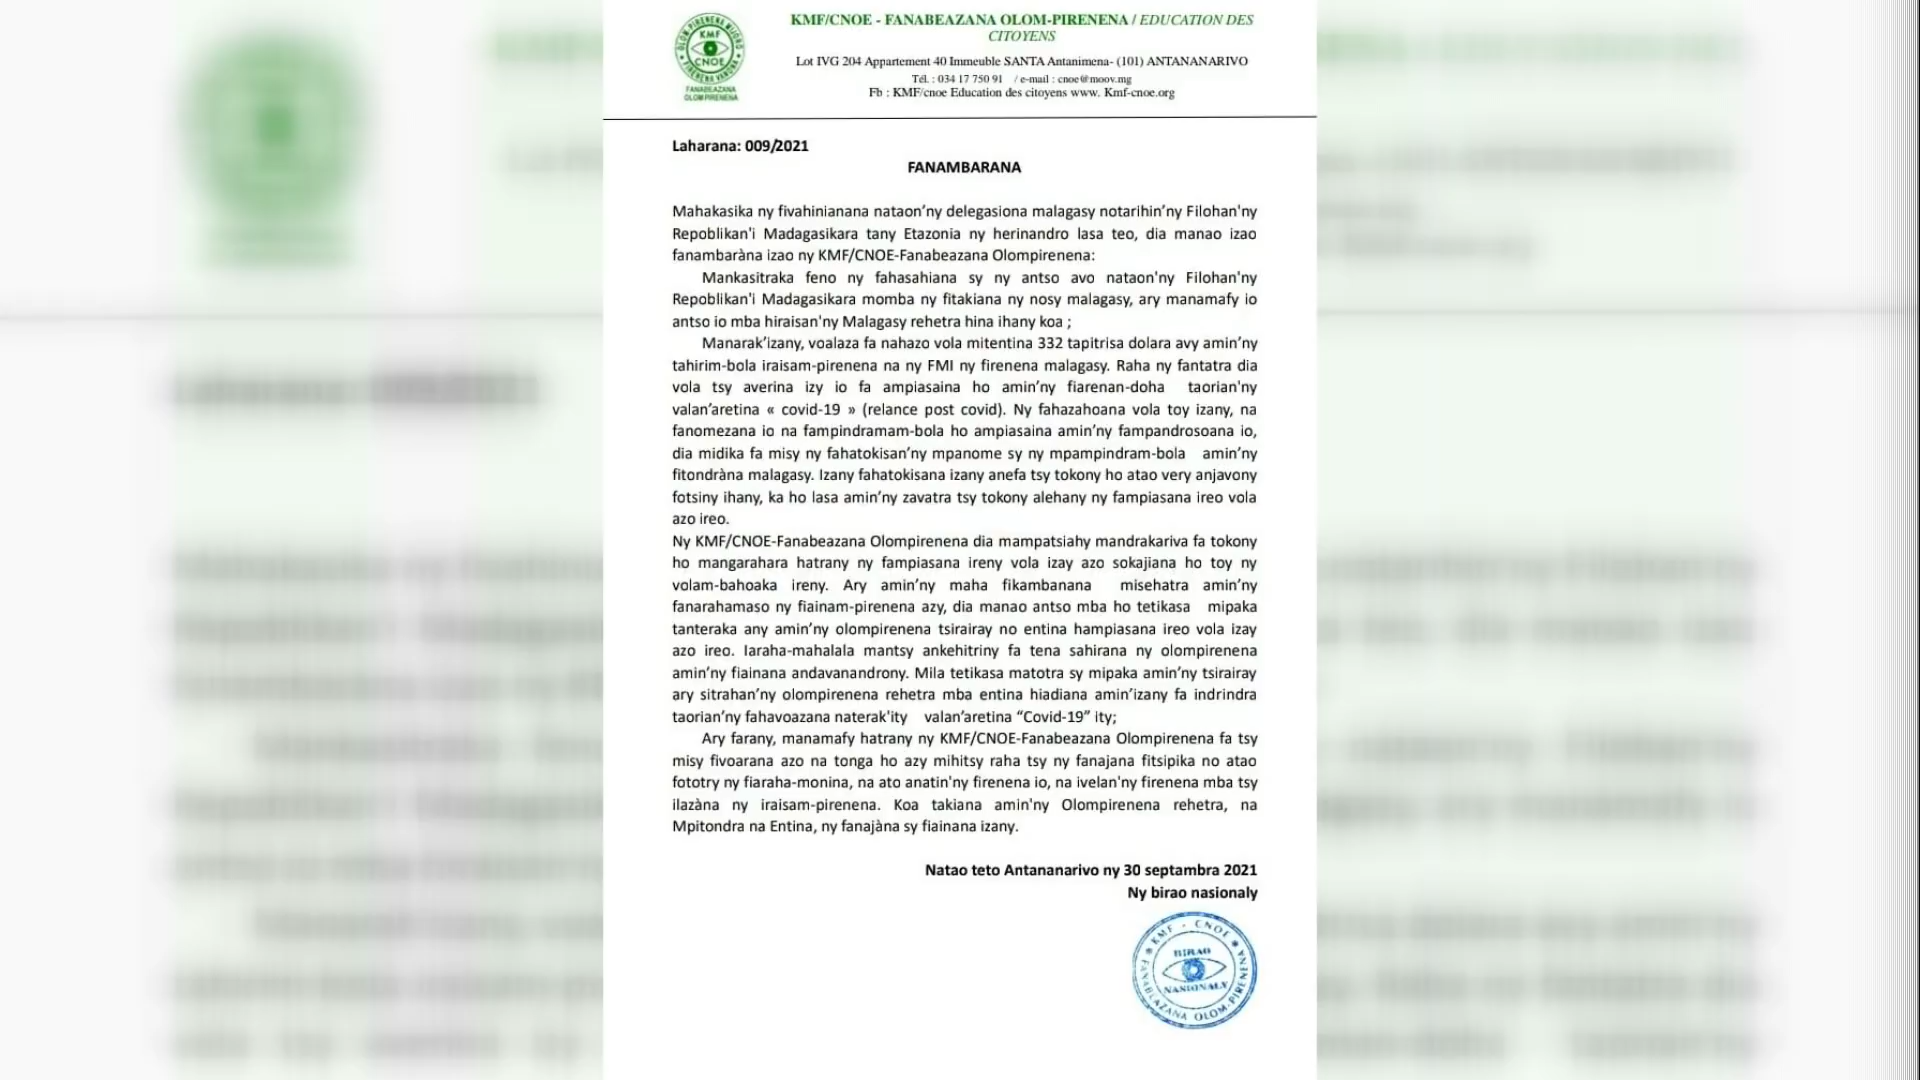 KMF/CNOE - FANABEAZANA OLOM-PIRENENA / EDUCATION DES
CITOYENS
Lot IVG 204 Appartement 40 Immeuble SANTA Antanimena- (101) ANTANANARIVO
Tél. : 034 17 750 91 / e-mail : cnoe@moov.mg
Fb : KMF/cnoe Education des citoyens www. Kmf-cnoe.org
OLOM-PIRENENA MIJORO
FIRENENA VANONA
KMF
CNOE
FANABEAZANA
OLOM PIRENENA
Laharana: 009/2021
FANAMBARANA
Mahakasika ny fivahinianana nataon’ny delegasiona malagasy notarihin’ny Filohan'ny
Repoblikan'i Madagasikara tany Etazonia ny herinandro lasa teo, dia manao izao
fanambaràna izao ny KMF/CNOE-Fanabeazana Olompirenena:
Mankasitraka feno ny fahasahiana sy ny antso avo nataon'ny Filohan'ny
Repoblikan'i Madagasikara momba ny fitakiana ny nosy malagasy, ary manamafy io
antso io mba hiraisan'ny Malagasy rehetra hina ihany koa ;
Manarak’izany, voalaza fa nahazo vola mitentina 332 tapitrisa dolara avy amin’ny
tahirim-bola iraisam-pirenena na ny FMI ny firenena malagasy. Raha ny fantatra dia
vola tsy averina izy io fa ampiasaina ho amin’ny fiarenan-doha taorian'ny
valan’aretina « covid-19 » (relance post covid). Ny fahazahoana vola toy izany, na
fanomezana io na fampindramam-bola ho ampiasaina amin’ny fampandrosoana io,
dia midika fa misy ny fahatokisan’ny mpanome sy ny mpampindram-bola amin’ny
fitondràna malagasy. Izany fahatokisana izany anefa tsy tokony ho atao very anjavony
fotsiny ihany, ka ho lasa amin’ny zavatra tsy tokony alehany ny fampiasana ireo vola
azo ireo.
Ny KMF/CNOE-Fanabeazana Olompirenena dia mampatsiahy mandrakariva fa tokony
ho mangarahara hatrany ny fampiasana ireny vola izay azo sokajiana ho toy ny
volam-bahoaka ireny. Ary amin’ny maha fikambanana misehatra amin’ny
fanarahamaso ny fiainam-pirenena azy, dia manao antso mba ho tetikasa mipaka
tanteraka any amin’ny olompirenena tsirairay no entina hampiasana ireo vola izay
azo ireo. Iaraha-mahalala mantsy ankehitriny fa tena sahirana ny olompirenena
amin’ny fiainana andavanandrony. Mila tetikasa matotra sy mipaka amin’ny tsirairay
ary sitrahan’ny olompirenena rehetra mba entina hiadiana amin’izany fa indrindra
taorian’ny fahavoazana naterak'ity valan’aretina “Covid-19” ity;
Ary farany, manamafy hatrany ny KMF/CNOE-Fanabeazana Olompirenena fa tsy
misy fivoarana azo na tonga ho azy mihitsy raha tsy ny fanajana fitsipika no atao
fototry ny fiaraha-monina, na ato anatin'ny firenena io, na ivelan'ny firenena mba tsy
ilazàna ny iraisam-pirenena. Koa takiana amin'ny Olompirenena rehetra, na
Mpitondra na Entina, ny fanajàna sy fiainana izany.
Natao teto Antananarivo ny 30 septambra 2021
Ny birao nasionaly
KMF - CNOE
BIRAO
NASIONALY
FANABEAZANA OLOM-PIRENENA